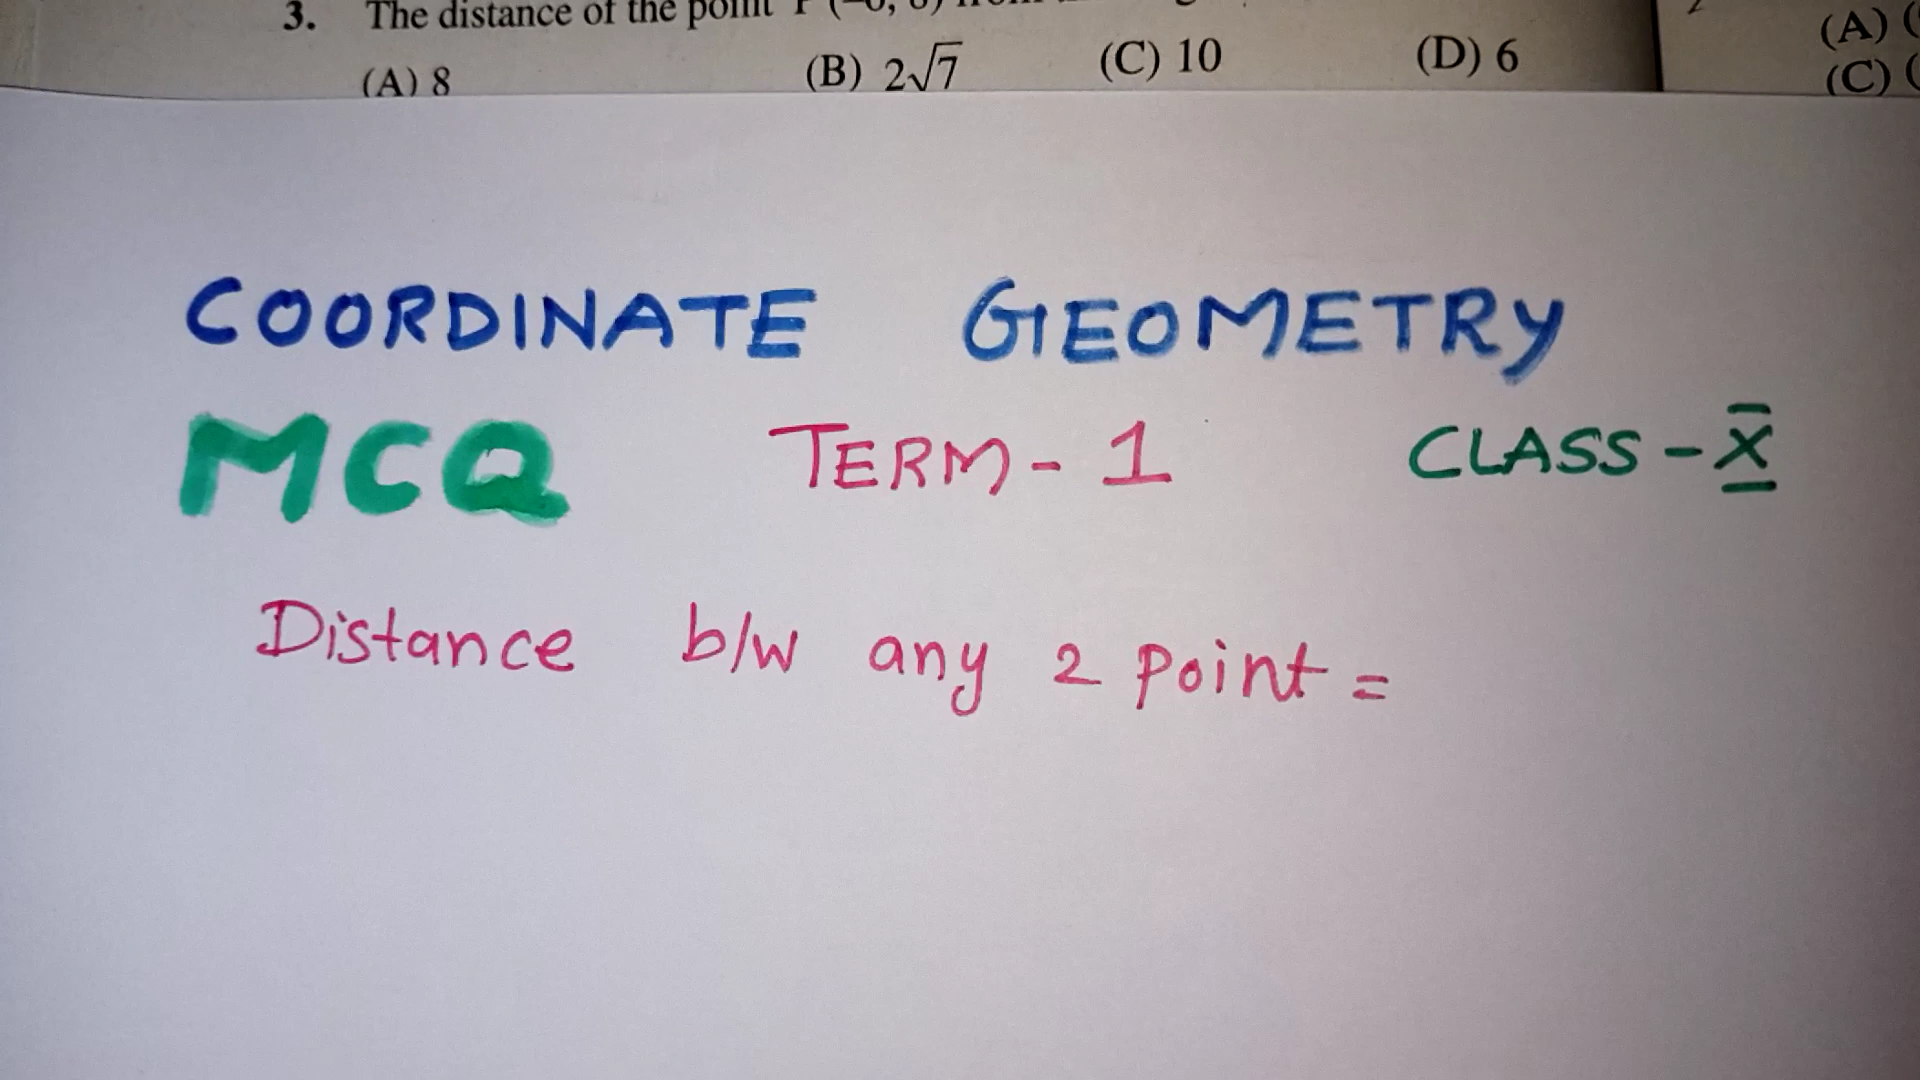 3. The distance of the point P
(A) 8 (B) 2√7 (C) 10 (D) 6
(A)
(C)
COORDINATE GEOMETRY
MCQ TERM - 1 CLASS - X
Distance b/w any 2 point =